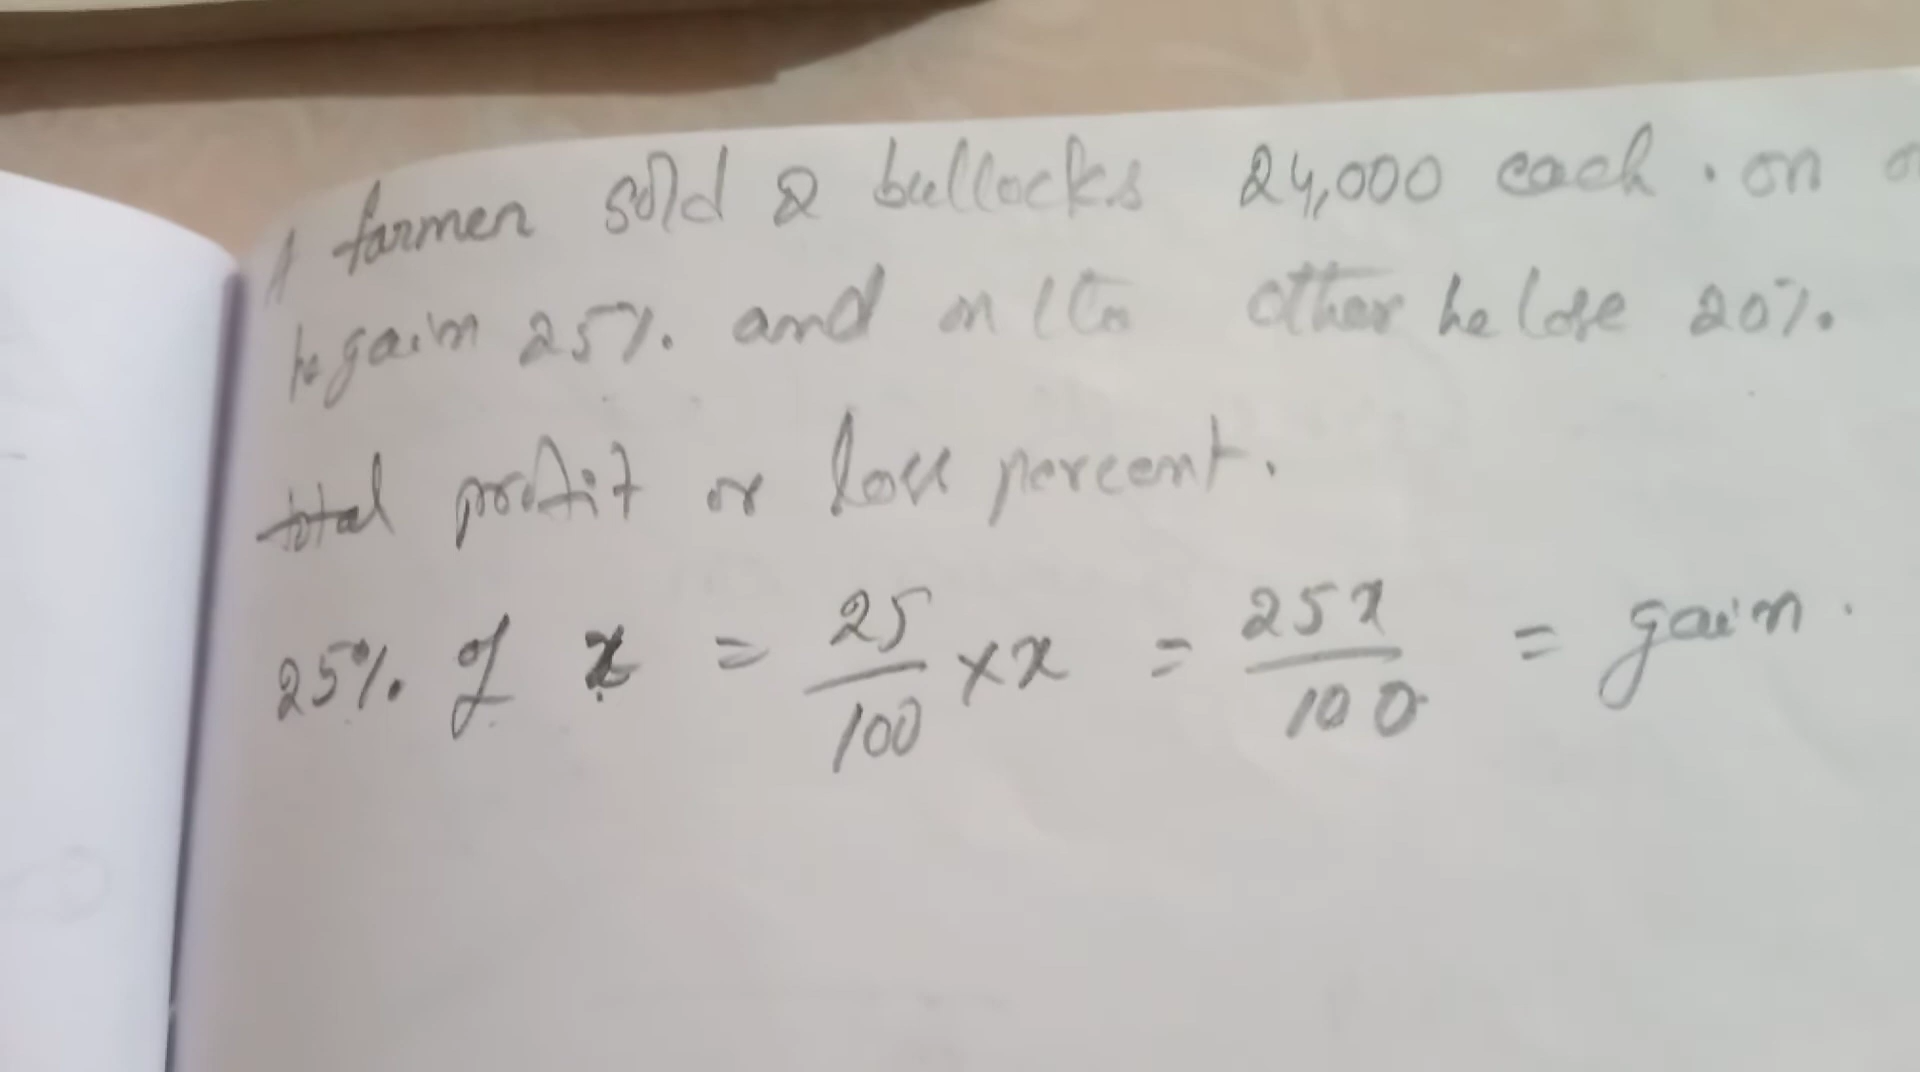 A farmer sold 2 bullocks 24,000 each . on
he gain 25% . and on the other he lose 20% .
total profit or loss percent .
25% of x = 25/100 × x = 25x/100 = gain .